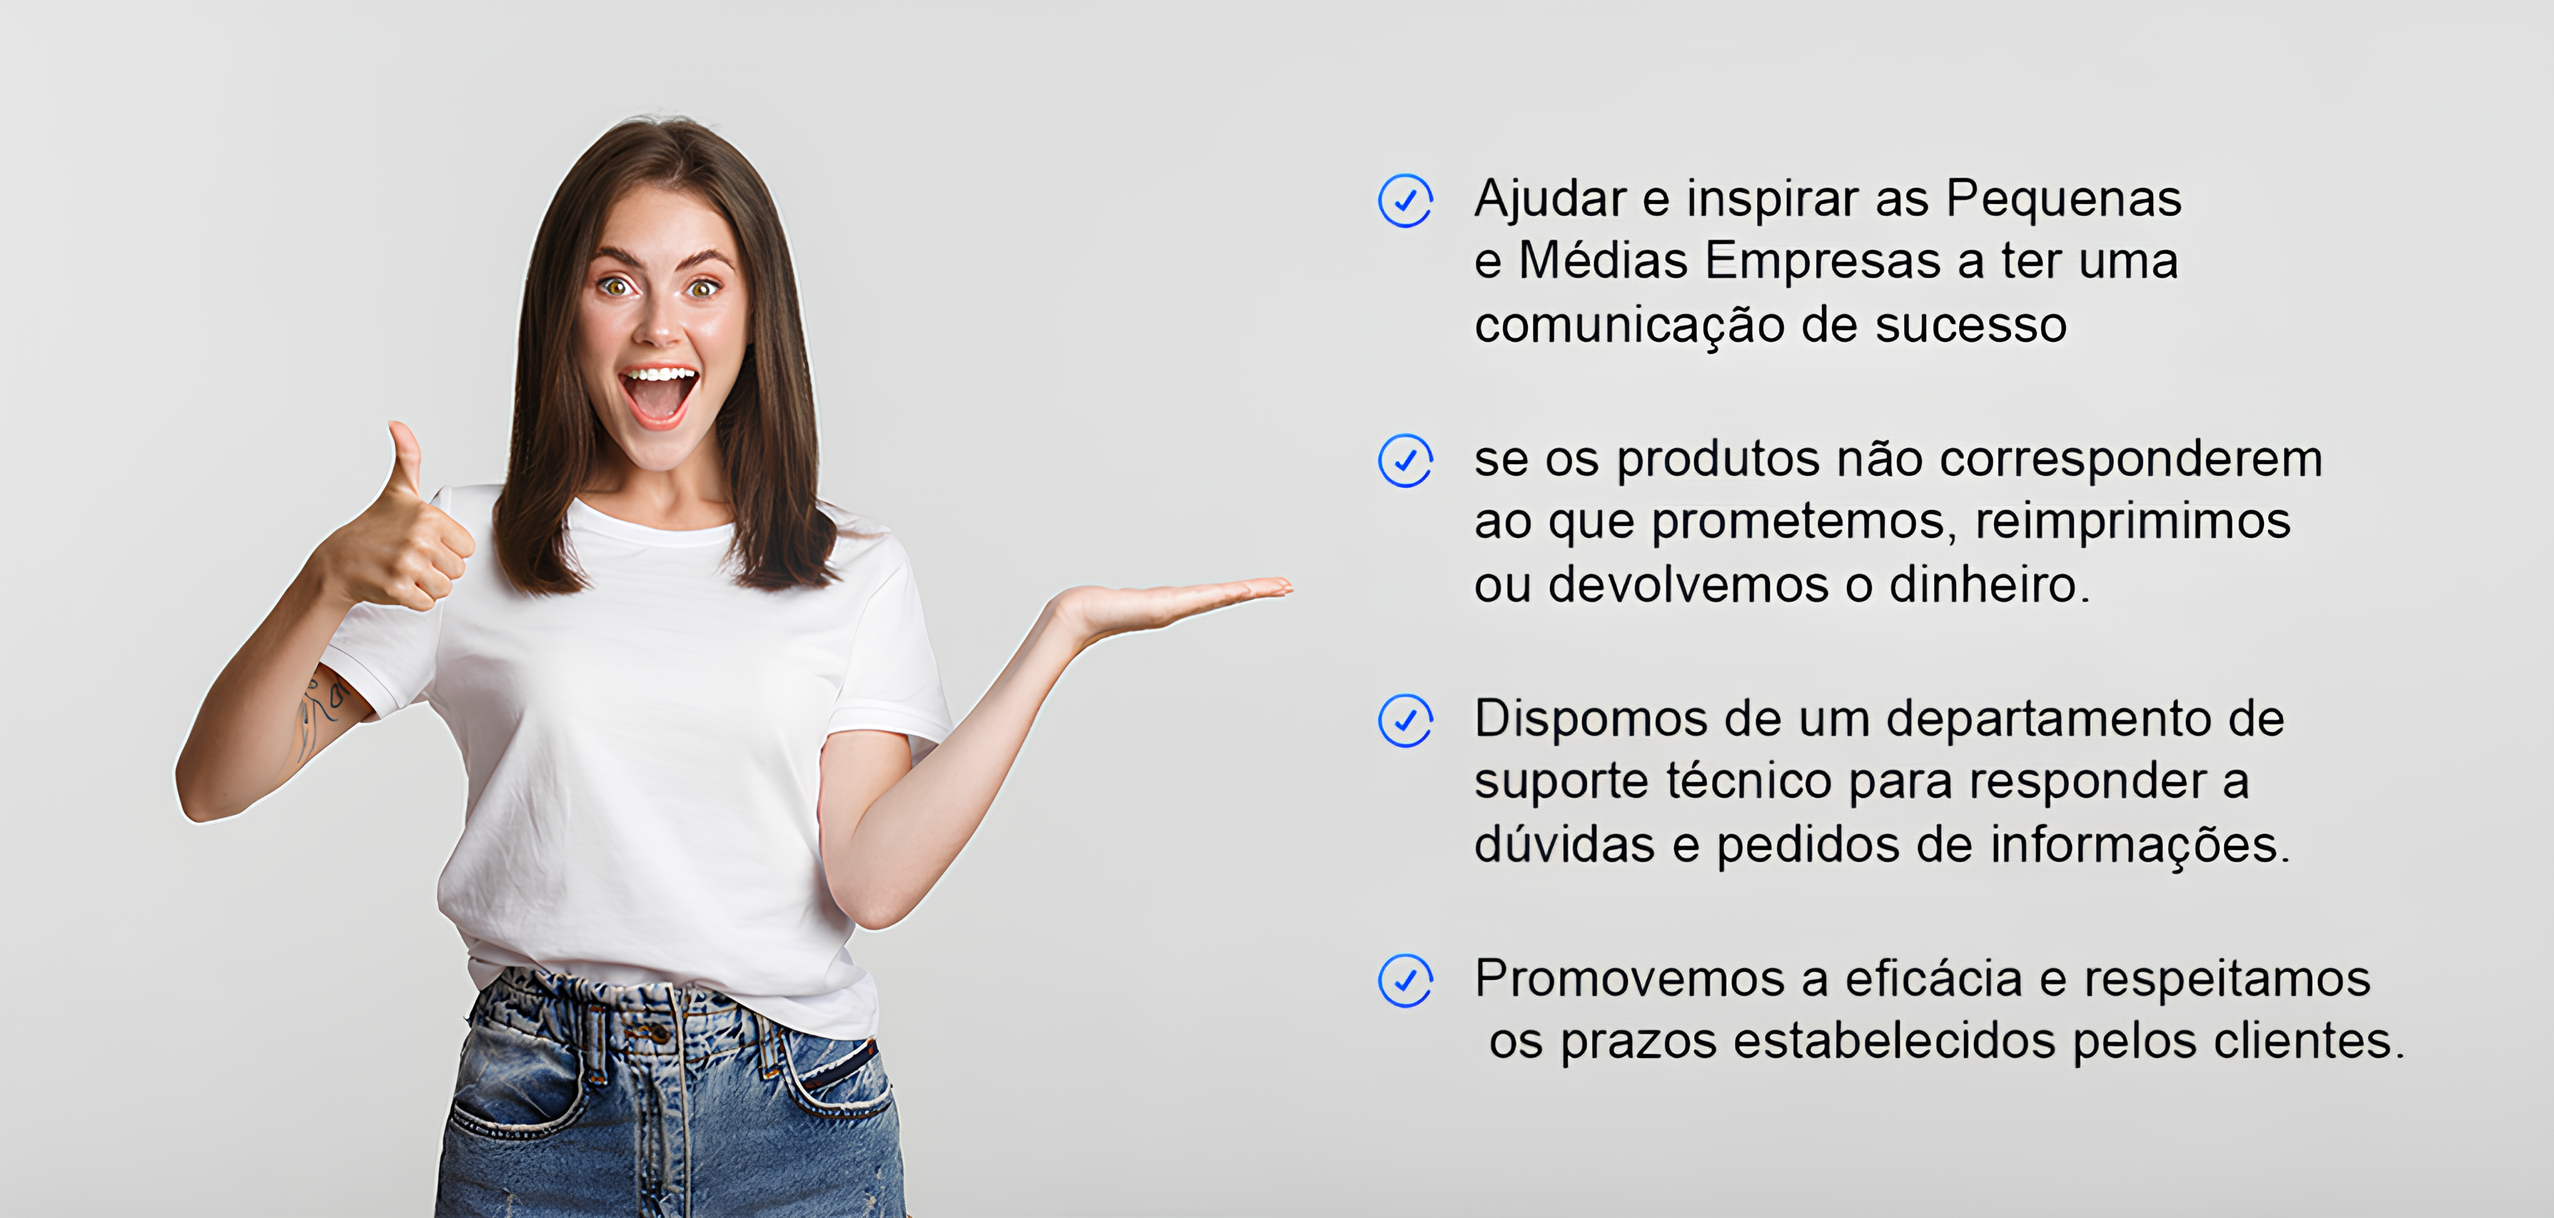 Ajudar e inspirar as Pequenas
e Médias Empresas a ter uma
comunicação de sucesso
se os produtos não corresponderem
ao que prometemos, reimprimimos
ou devolvemos o dinheiro.
Dispomos de um departamento de
suporte técnico para responder a
dúvidas e pedidos de informações.
Promovemos a eficácia e respeitamos
os prazos estabelecidos pelos clientes.